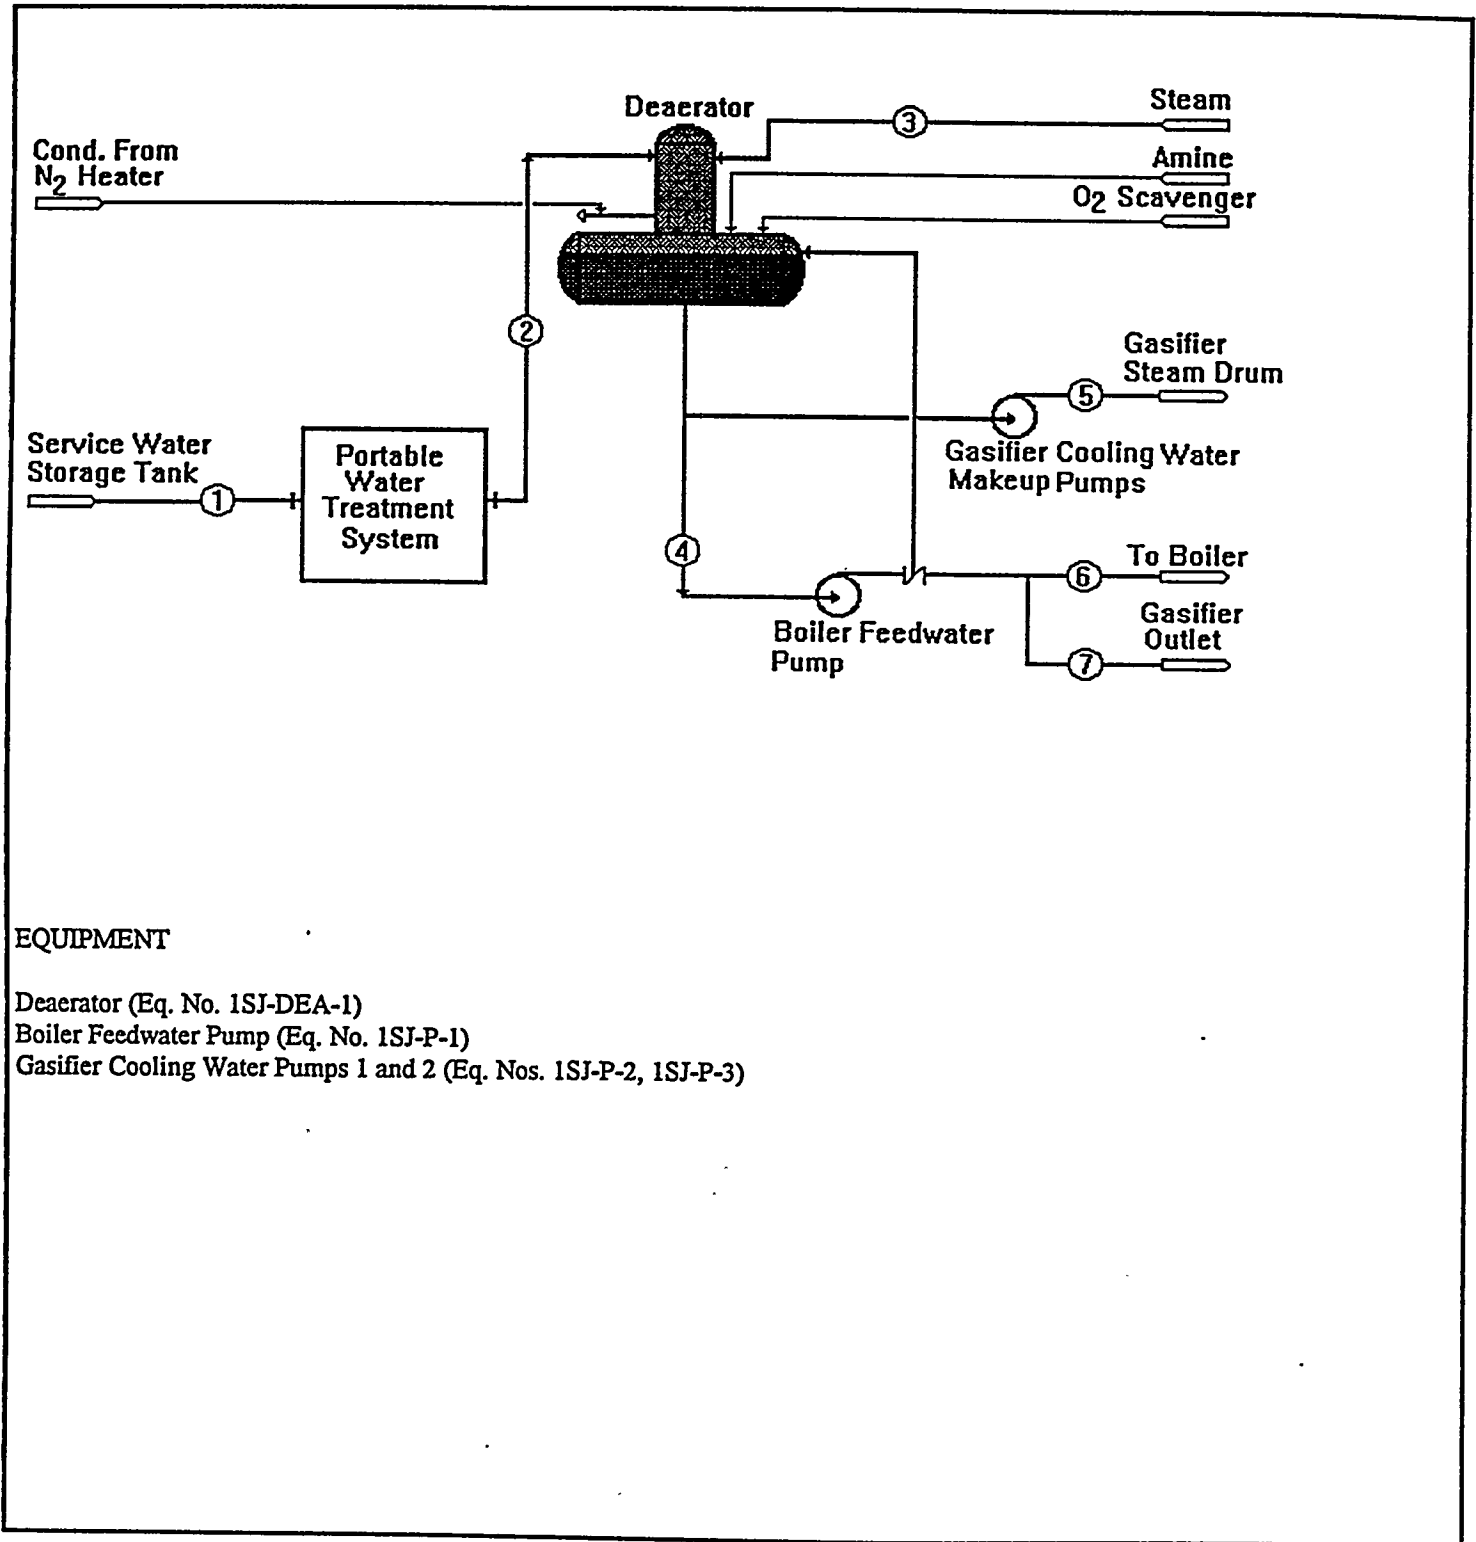 Deaerator
Steam
3
Cond. From
N2 Heater
Amine
O2 Scavenger
2
Gasifier
Steam Drum
5
Service Water
Storage Tank
1
Portable
Water
Treatment
System
Gasifier Cooling Water
Makeup Pumps
4
To Boiler
6
Boiler Feedwater
Pump
Gasifier
Outlet
7
EQUIPMENT
Deaerator (Eq. No. 1SJ-DEA-1)
Boiler Feedwater Pump (Eq. No. 1SJ-P-1)
Gasifier Cooling Water Pumps 1 and 2 (Eq. Nos. 1SJ-P-2, 1SJ-P-3)